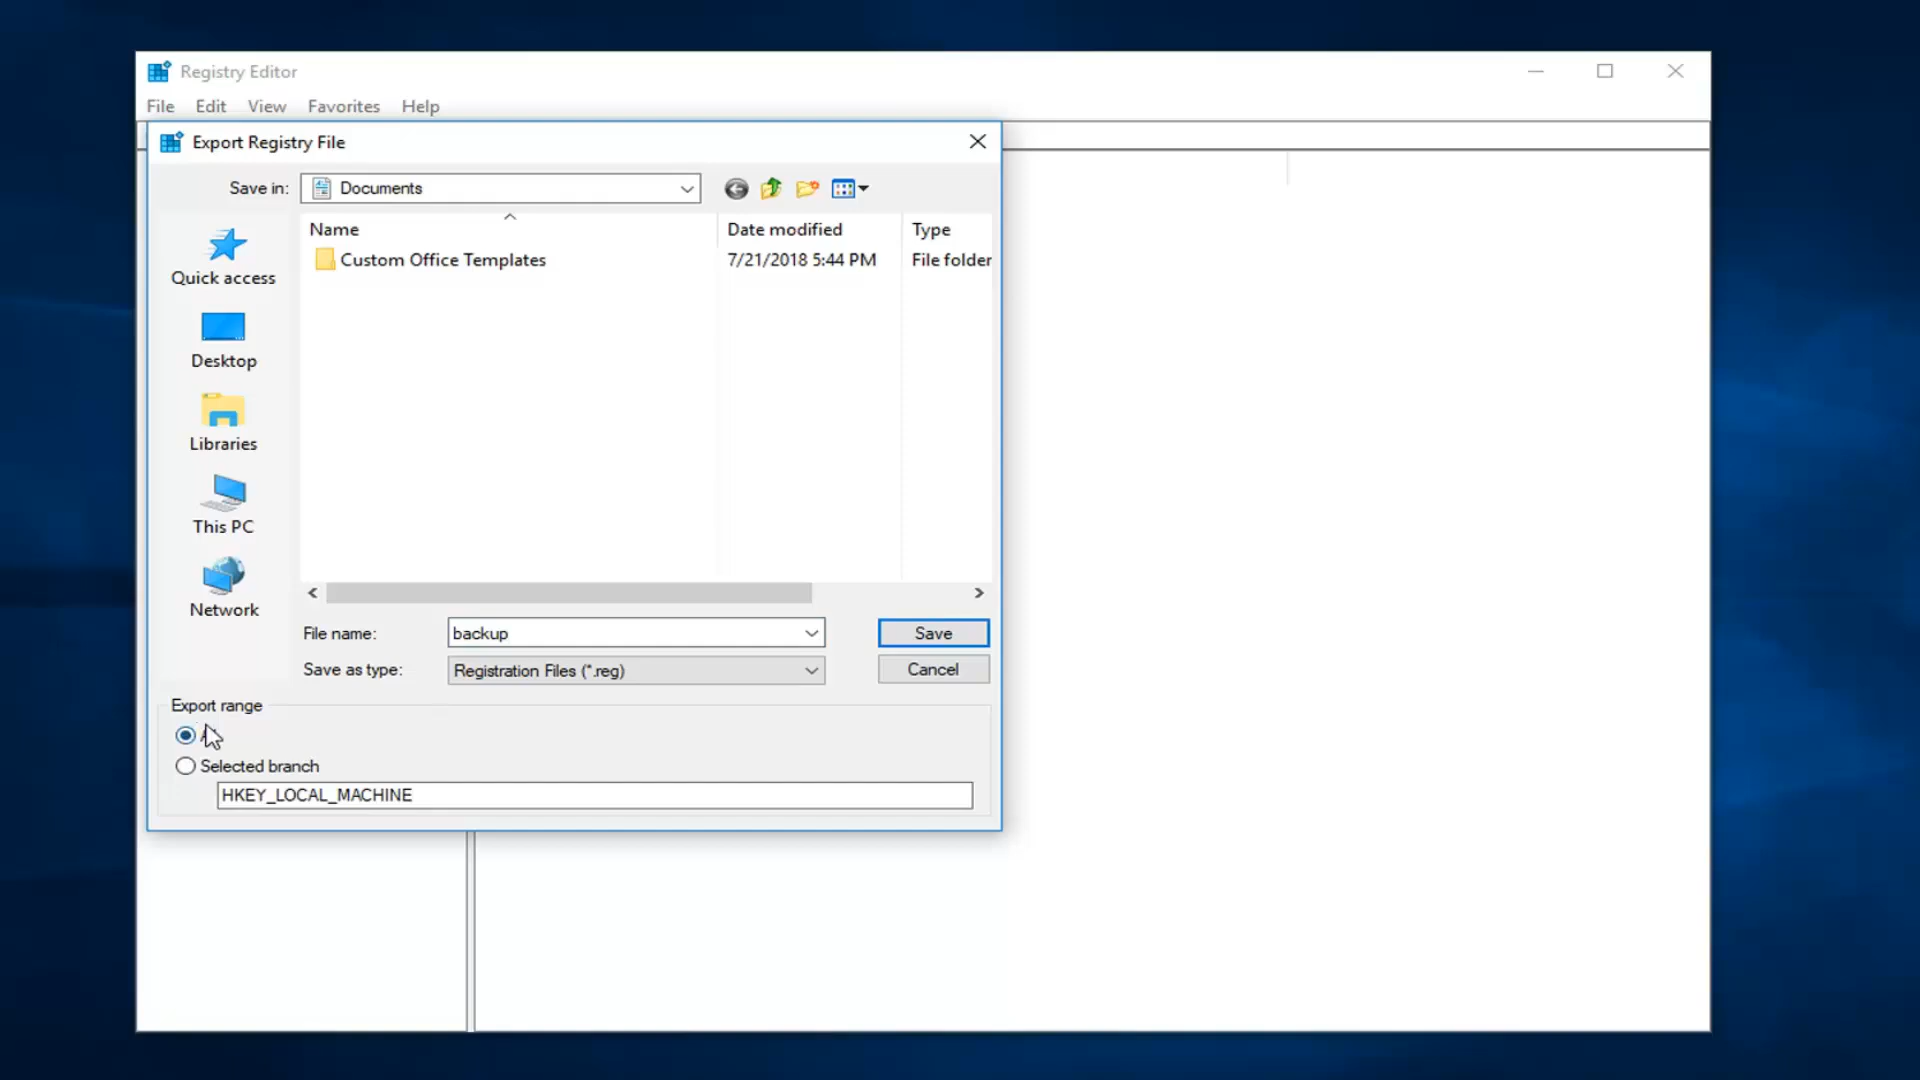 Registry Editor
File Edit View Favorites Help
Export Registry File
Save in: Documents
Name Date modified Type
Custom Office Templates 7/21/2018 5:44 PM File folder
Quick access
Desktop
Libraries
This PC
Network
File name: backup Save
Save as type: Registration Files (*.reg) Cancel
Export range
Selected branch
HKEY_LOCAL_MACHINE